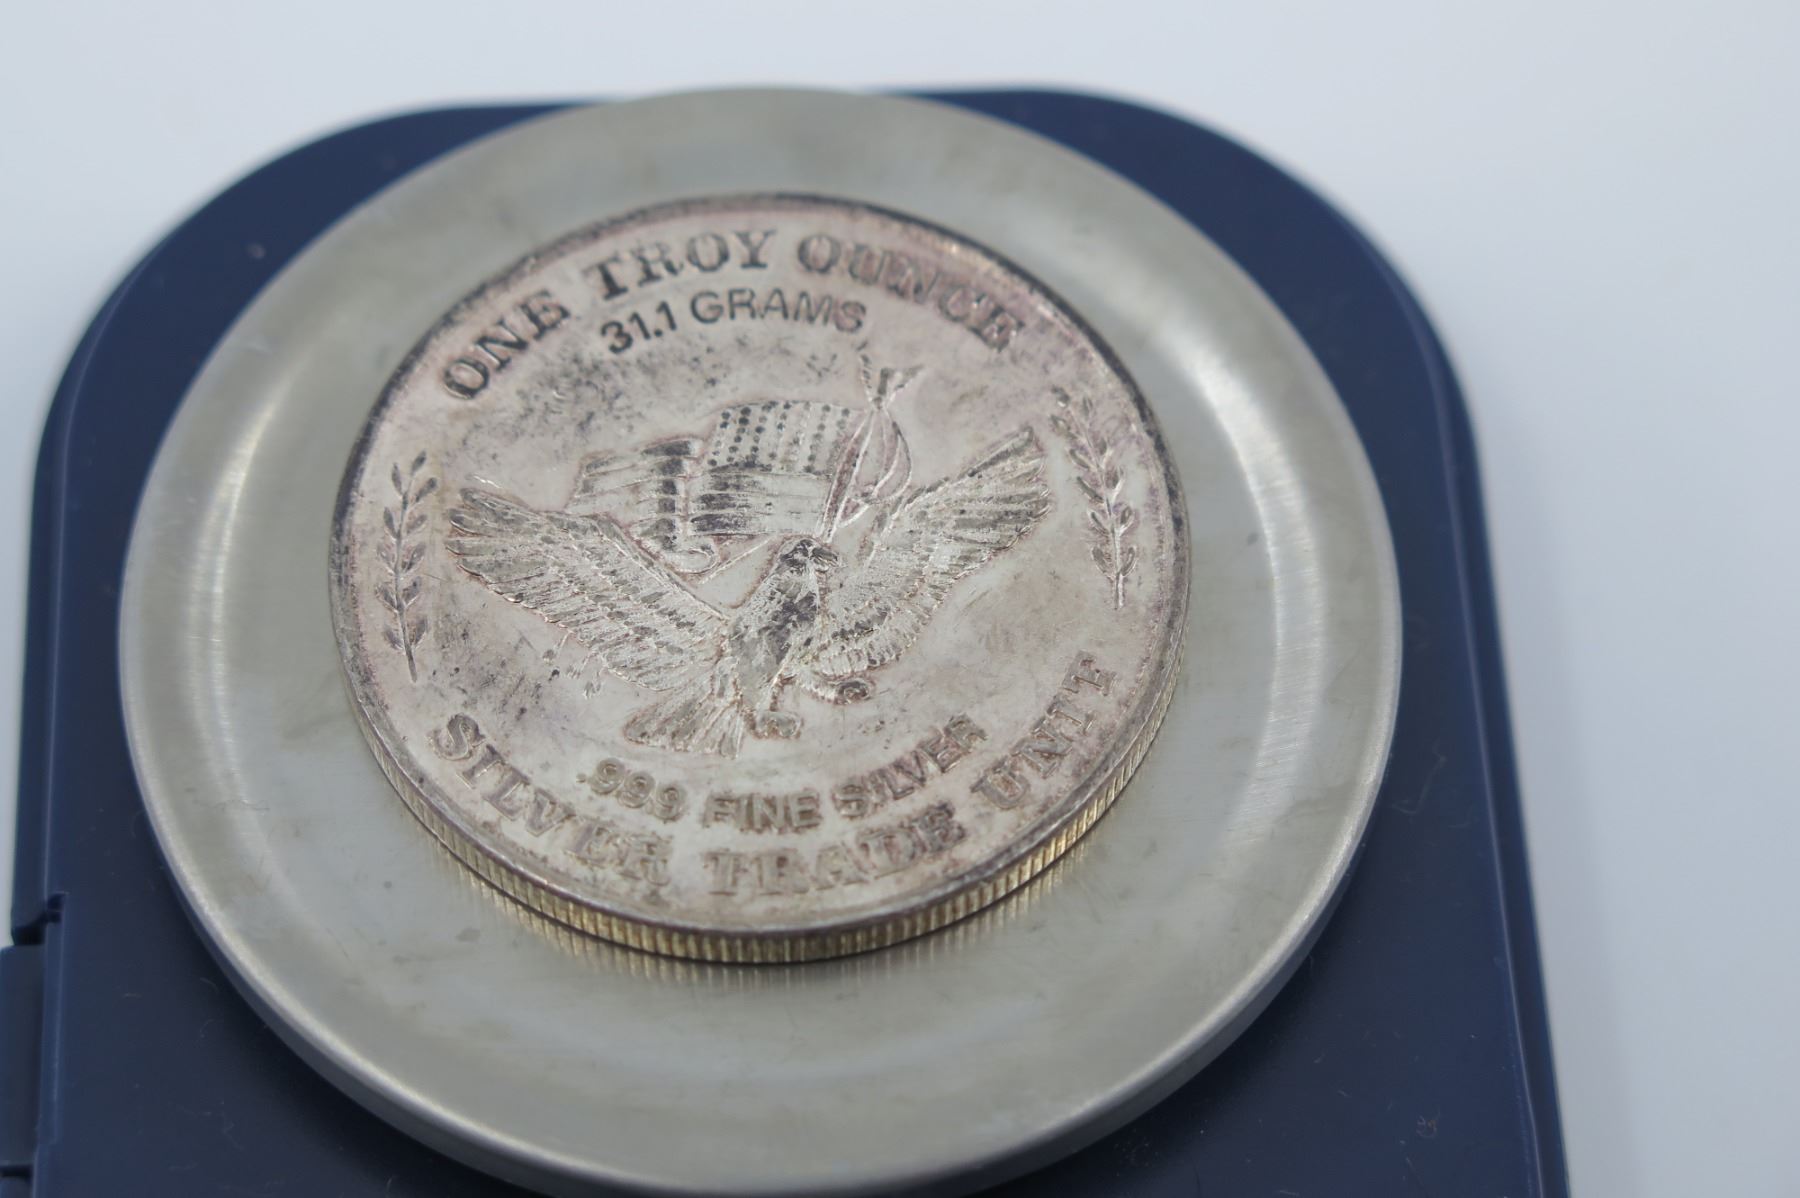 ONE TROY OUNCE
31.1 GRAMS
.999 FINE SILVER
SILVER TRADE UNIT